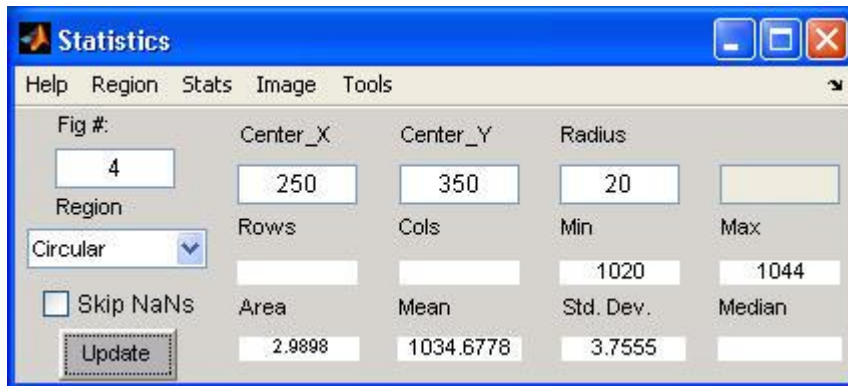 Statistics
Help Region Stats Image Tools
Fig #:
4
Region
Circular
Skip NaNs
Update
Center_X Center_Y Radius
250 350 20
Rows Cols Min Max
1020 1044
Area Mean Std. Dev. Median
2.9898 1034.6778 3.7555